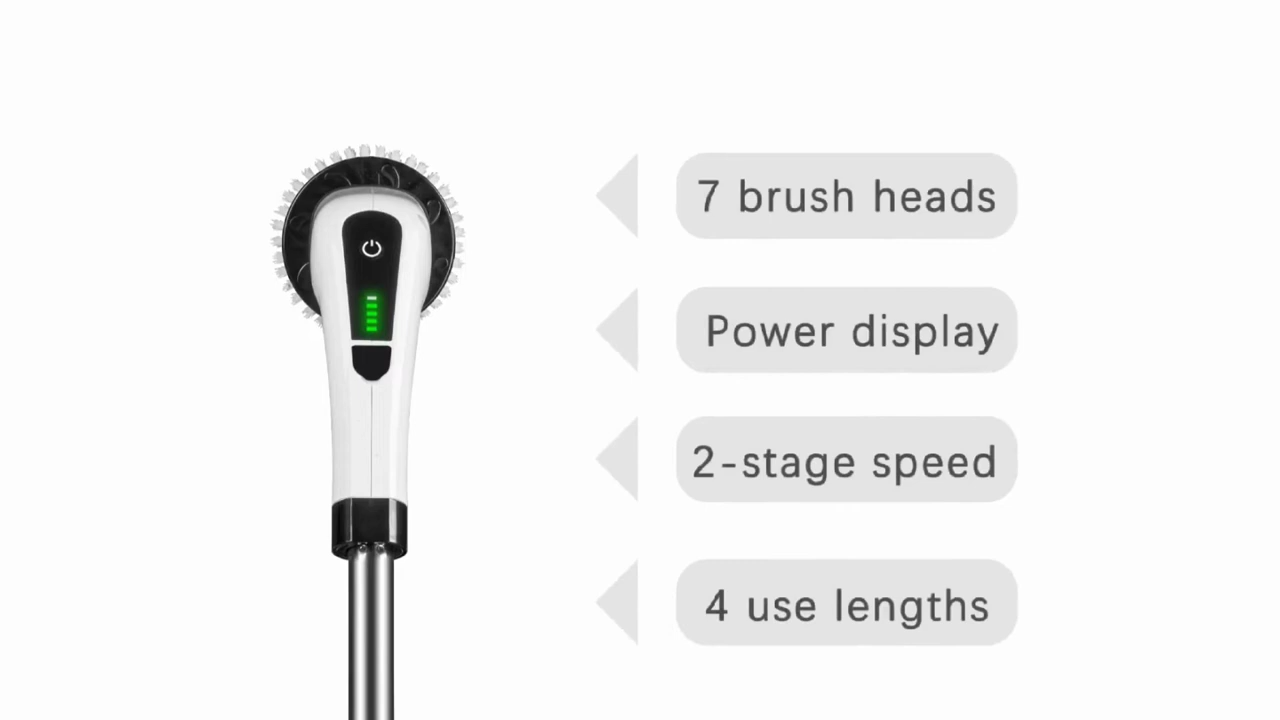 7 brush heads
Power display
2-stage speed
4 use lengths